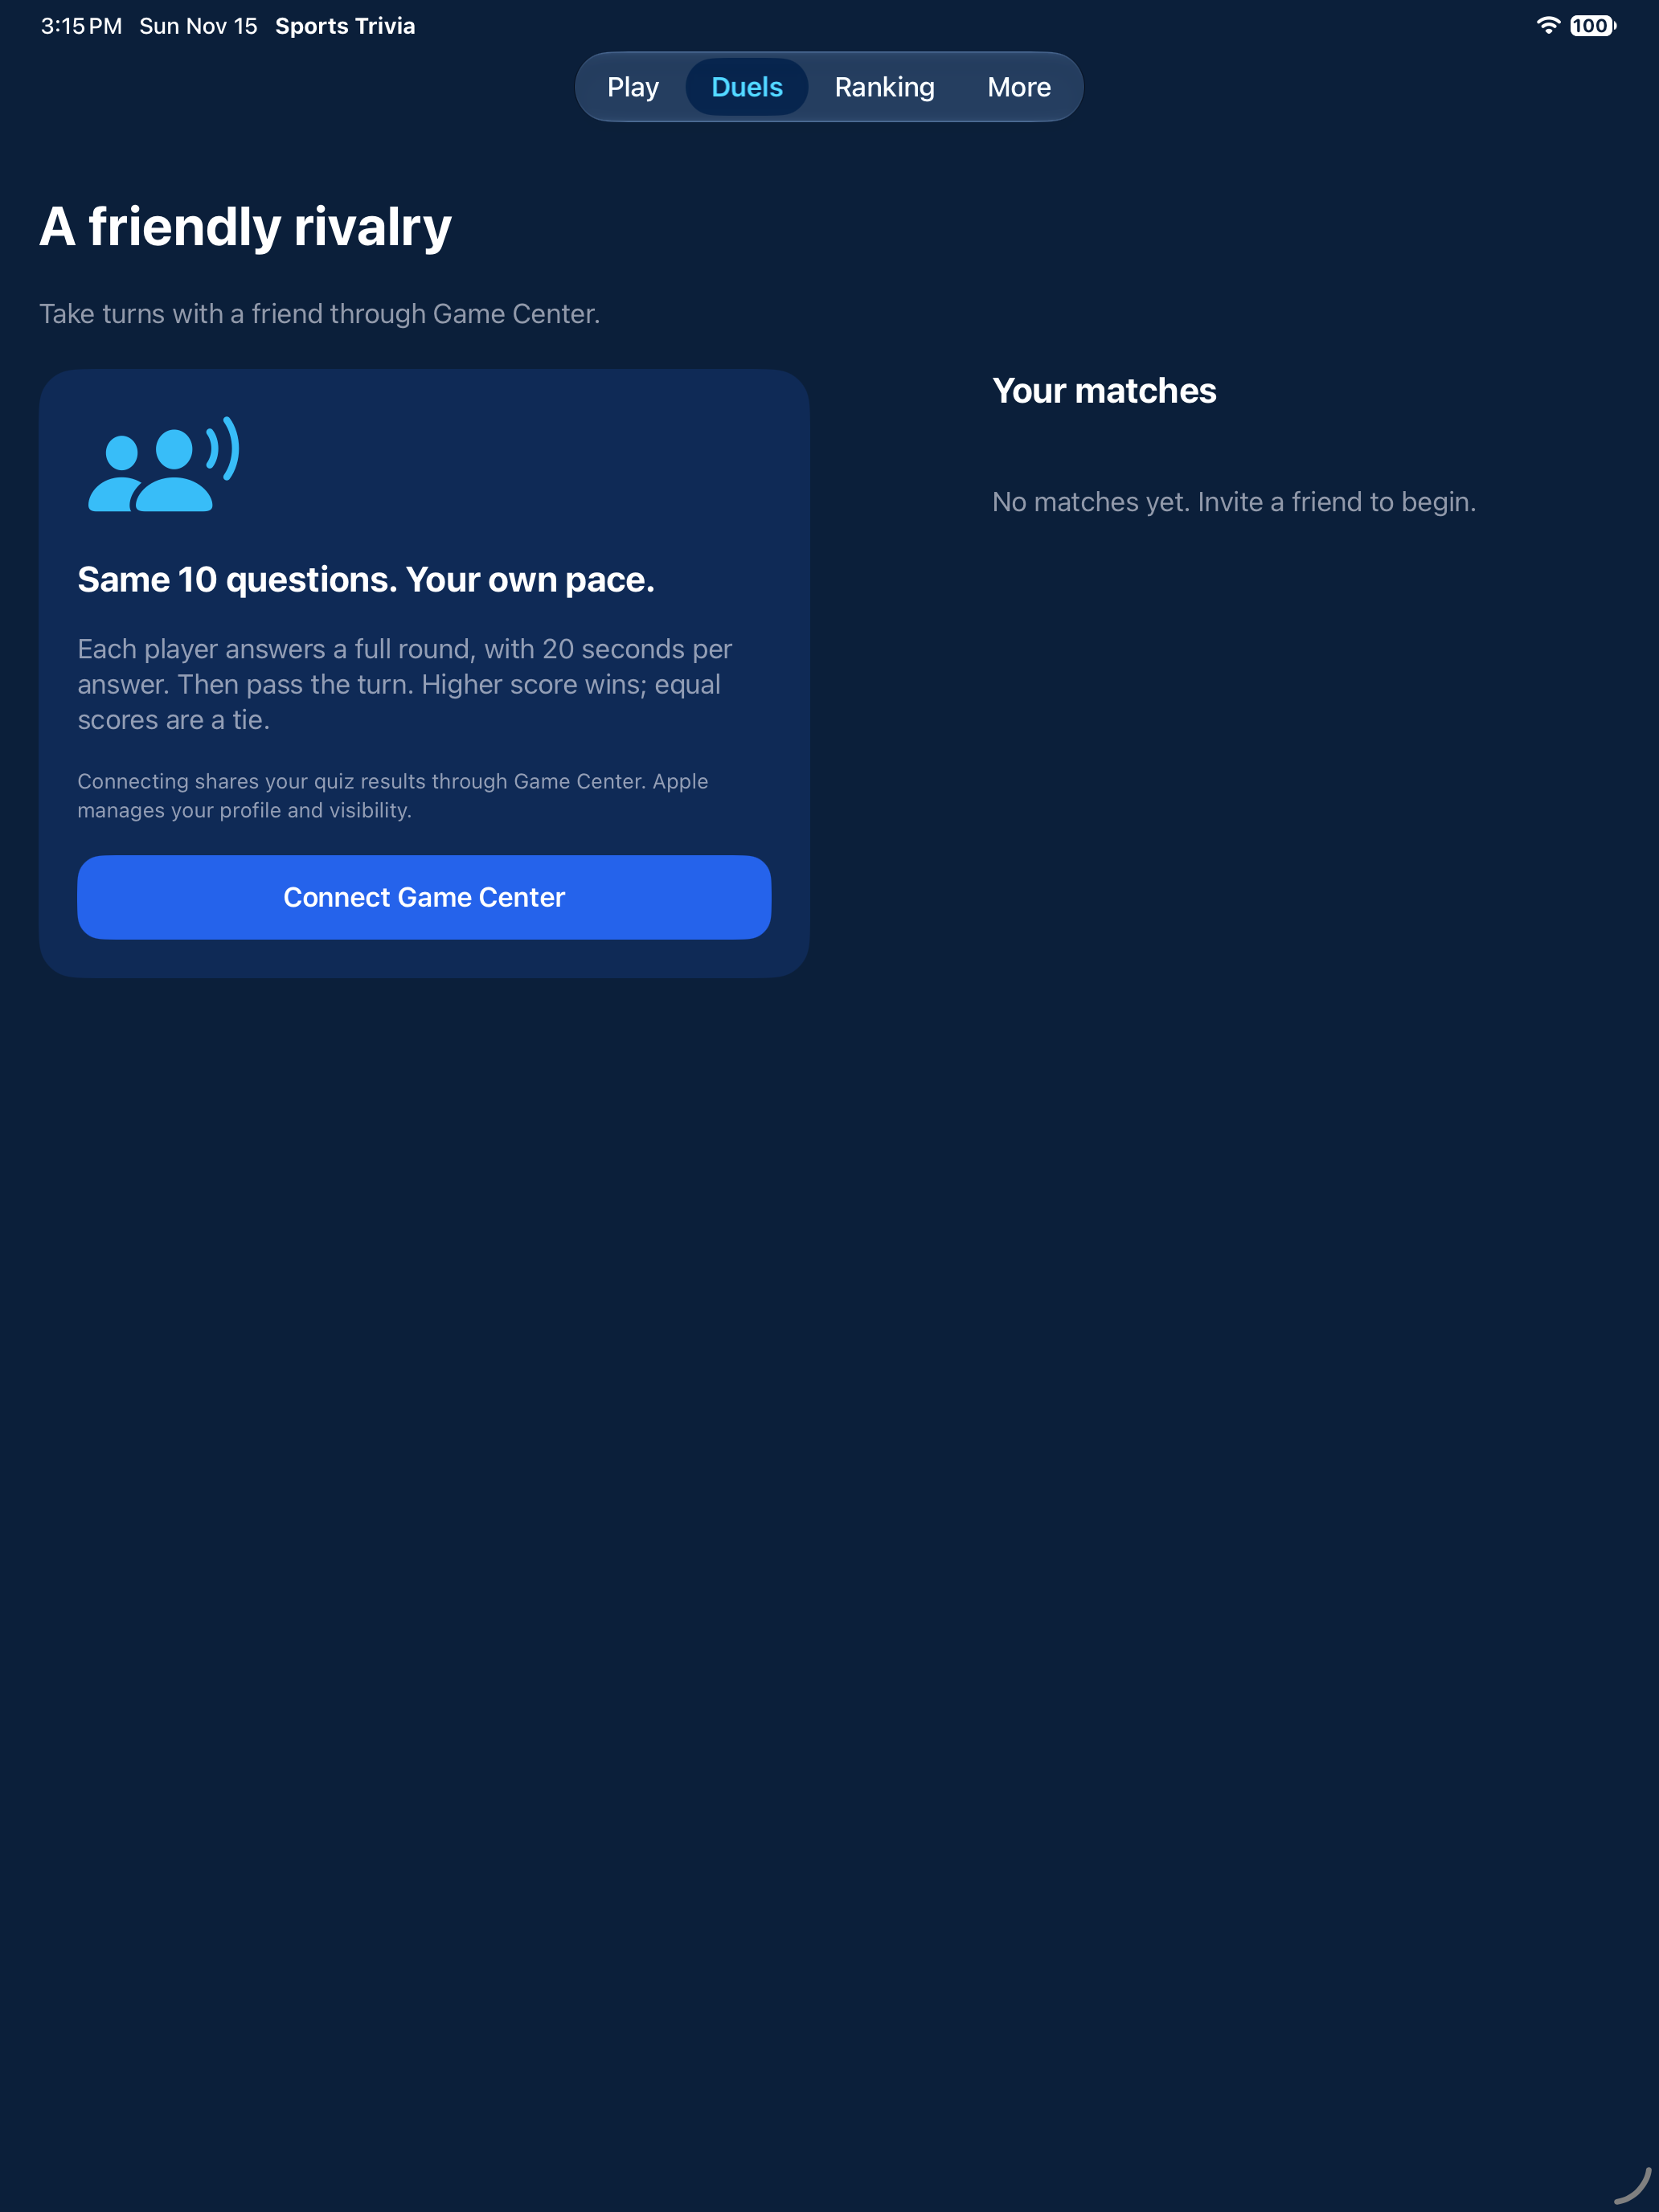 3:15 PM Sun Nov 15 Sports Trivia
100
Play Duels Ranking More
A friendly rivalry
Take turns with a friend through Game Center.
Same 10 questions. Your own pace.
Each player answers a full round, with 20 seconds per
answer. Then pass the turn. Higher score wins; equal
scores are a tie.
Connecting shares your quiz results through Game Center. Apple
manages your profile and visibility.
Connect Game Center
Your matches
No matches yet. Invite a friend to begin.